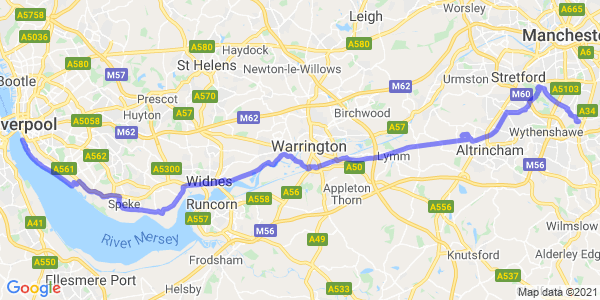 A5758
A580
Leigh
Worsley
A665
A5036
Haydock
A580
Manchester
A6
A580
M57
St Helens
Newton-le-Willows
Stretford
Bootle
Urmston
M62
M60
A5103
Prescot
A570
Birchwood
A34
A5058
Huyton
A57
M62
A57
verpool
M62
Warrington
Wythenshawe
A562
Lymm
Altrincham
A561
A5300
A50
M56
Widnes
A56
Appleton
Thorn
Speke
Runcorn
A558
A556
A41
A557
Wilmslow
River Mersey
M56
A49
Knutsford
Alderley Edg
A550
Frodsham
A537
Ellesmere Port
Helsby
A533
Google
Map data ©2021